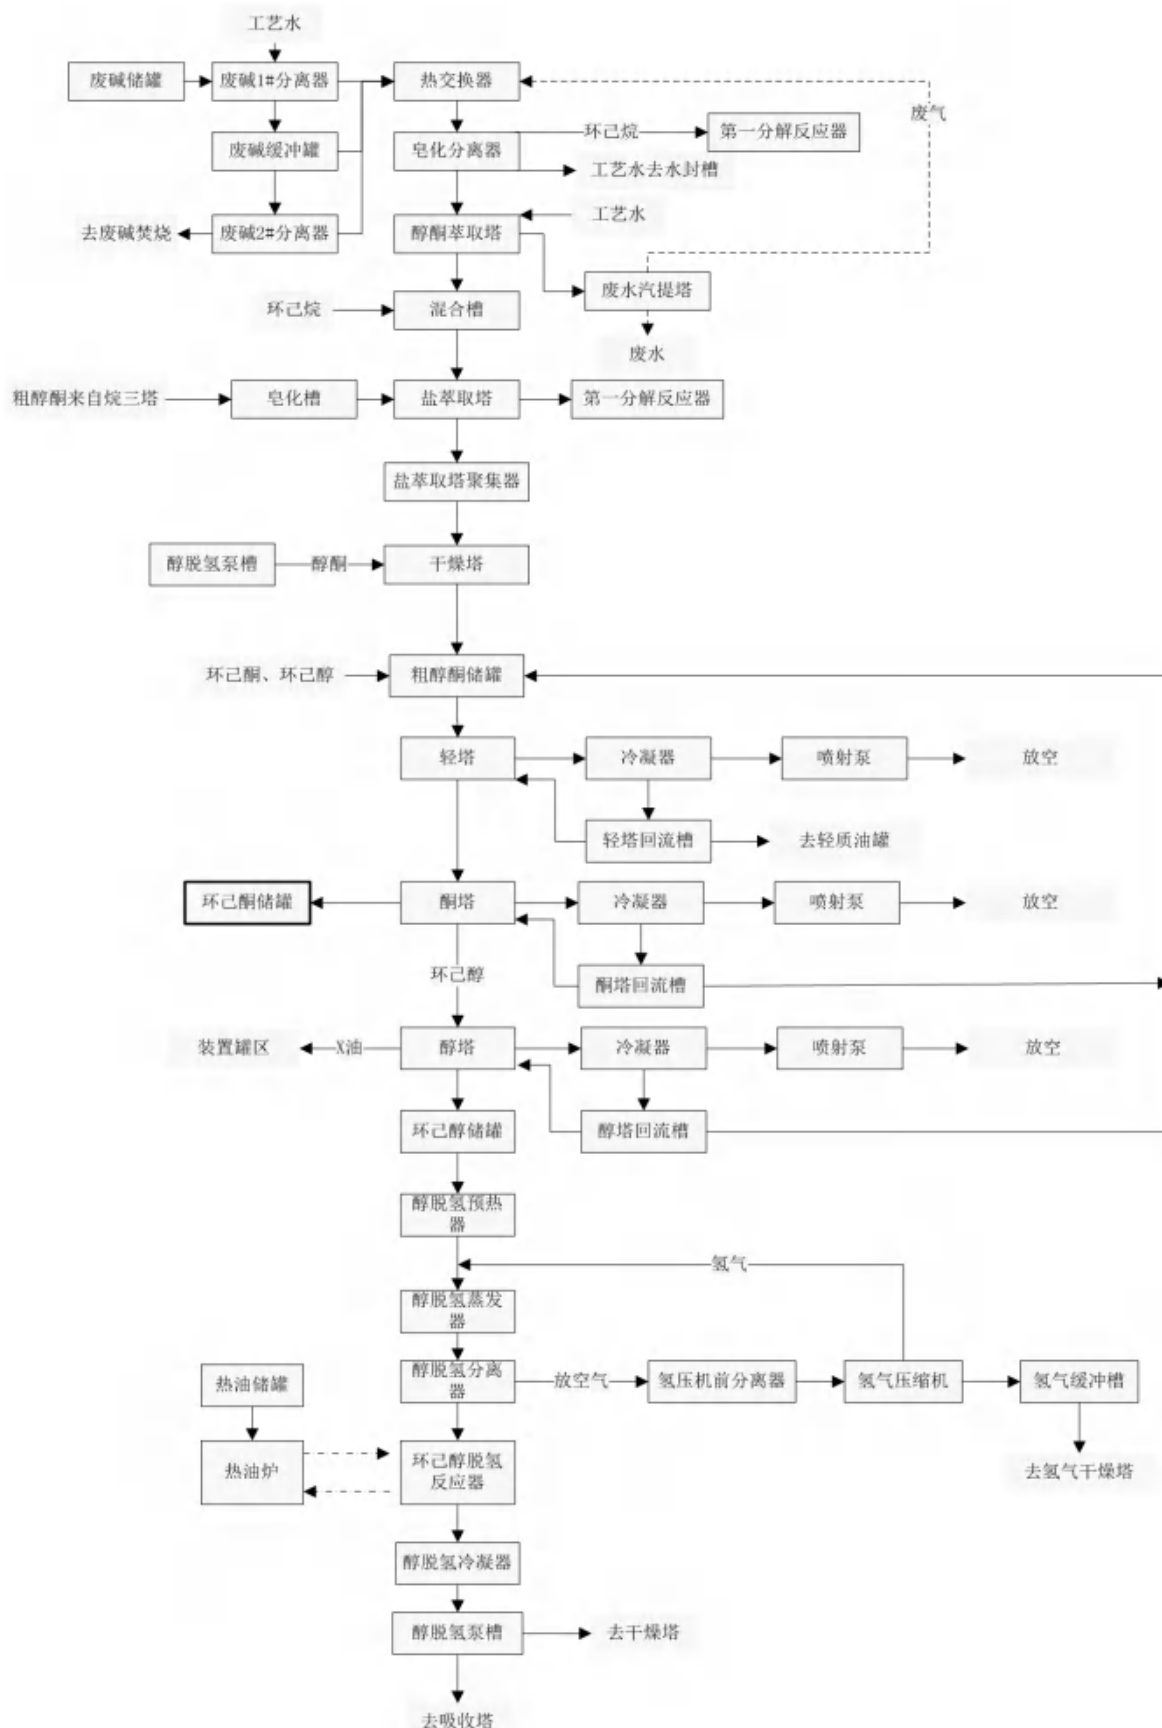 工艺水
废碱储罐
废碱1#分离器
热交换器
废气
环己烷
第一分解反应器
废碱缓冲罐
皂化分离器
工艺水去水封槽
工艺水
去废碱焚烧
废碱2#分离器
醇酮萃取塔
废水汽提塔
环己烷
混合槽
废水
粗醇酮来自烷三塔
皂化槽
盐萃取塔
第一分解反应器
盐萃取塔聚集器
醇脱氢泵槽
醇酮
干燥塔
环己酮、环己醇
粗醇酮储罐
轻塔
冷凝器
喷射泵
放空
轻塔回流槽
去轻质油罐
环己酮储罐
酮塔
冷凝器
喷射泵
放空
环己醇
酮塔回流槽
装置罐区
X油
醇塔
冷凝器
喷射泵
放空
环己醇储罐
醇塔回流槽
醇脱氢预热
器
氢气
醇脱氢蒸发
器
热油储罐
醇脱氢分离
器
放空气
氢压机前分离器
氢气压缩机
氢气缓冲槽
热油炉
环己醇脱氢
反应器
去氢气干燥塔
醇脱氢冷凝器
醇脱氢泵槽
去干燥塔
去吸收塔